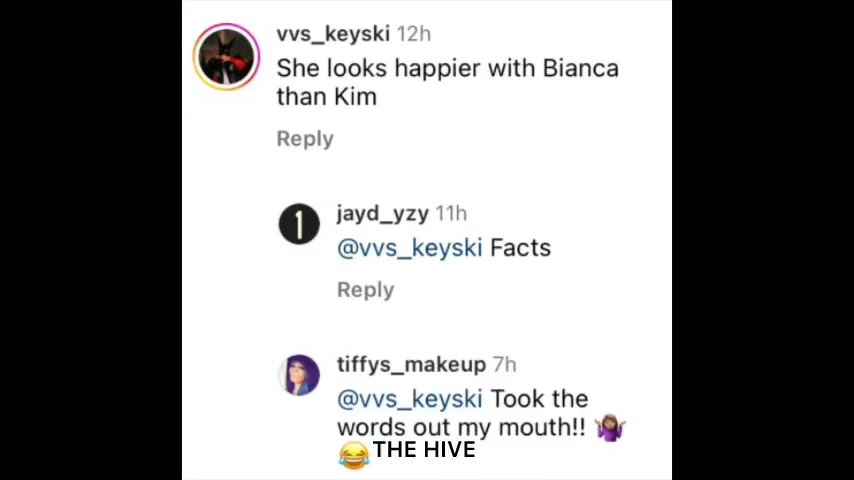 vvs_keyski 12h
She looks happier with Bianca
than Kim
Reply
1
jayd_yzy 11h
@vvs_keyski Facts
Reply
tiffys_makeup 7h
@vvs_keyski Took the
words out my mouth!! 🤷🏽‍♀️
😂 THE HIVE